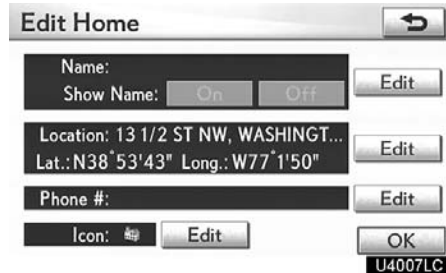 Edit Home
Name:
Edit
Show Name: On Off
Location: 13 1/2 ST NW, WASHINGT...
Edit
Lat.:N38°53'43" Long.:W77°1'50"
Phone #:
Edit
Icon:
Edit
OK
U4007LC